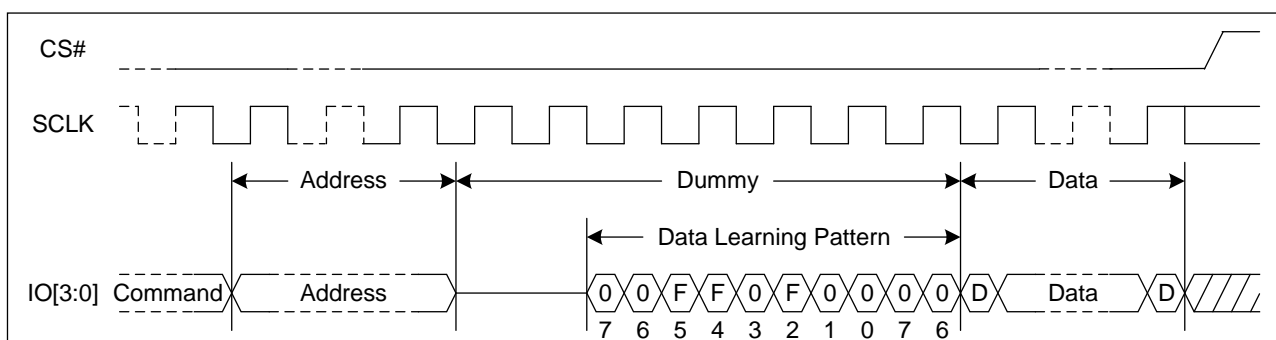 CS#
SCLK
Address Dummy Data
Data Learning Pattern
IO[3:0] Command Address 0 0 F F 0 F 0 0 0 0 D Data D
7 6 5 4 3 2 1 0 7 6